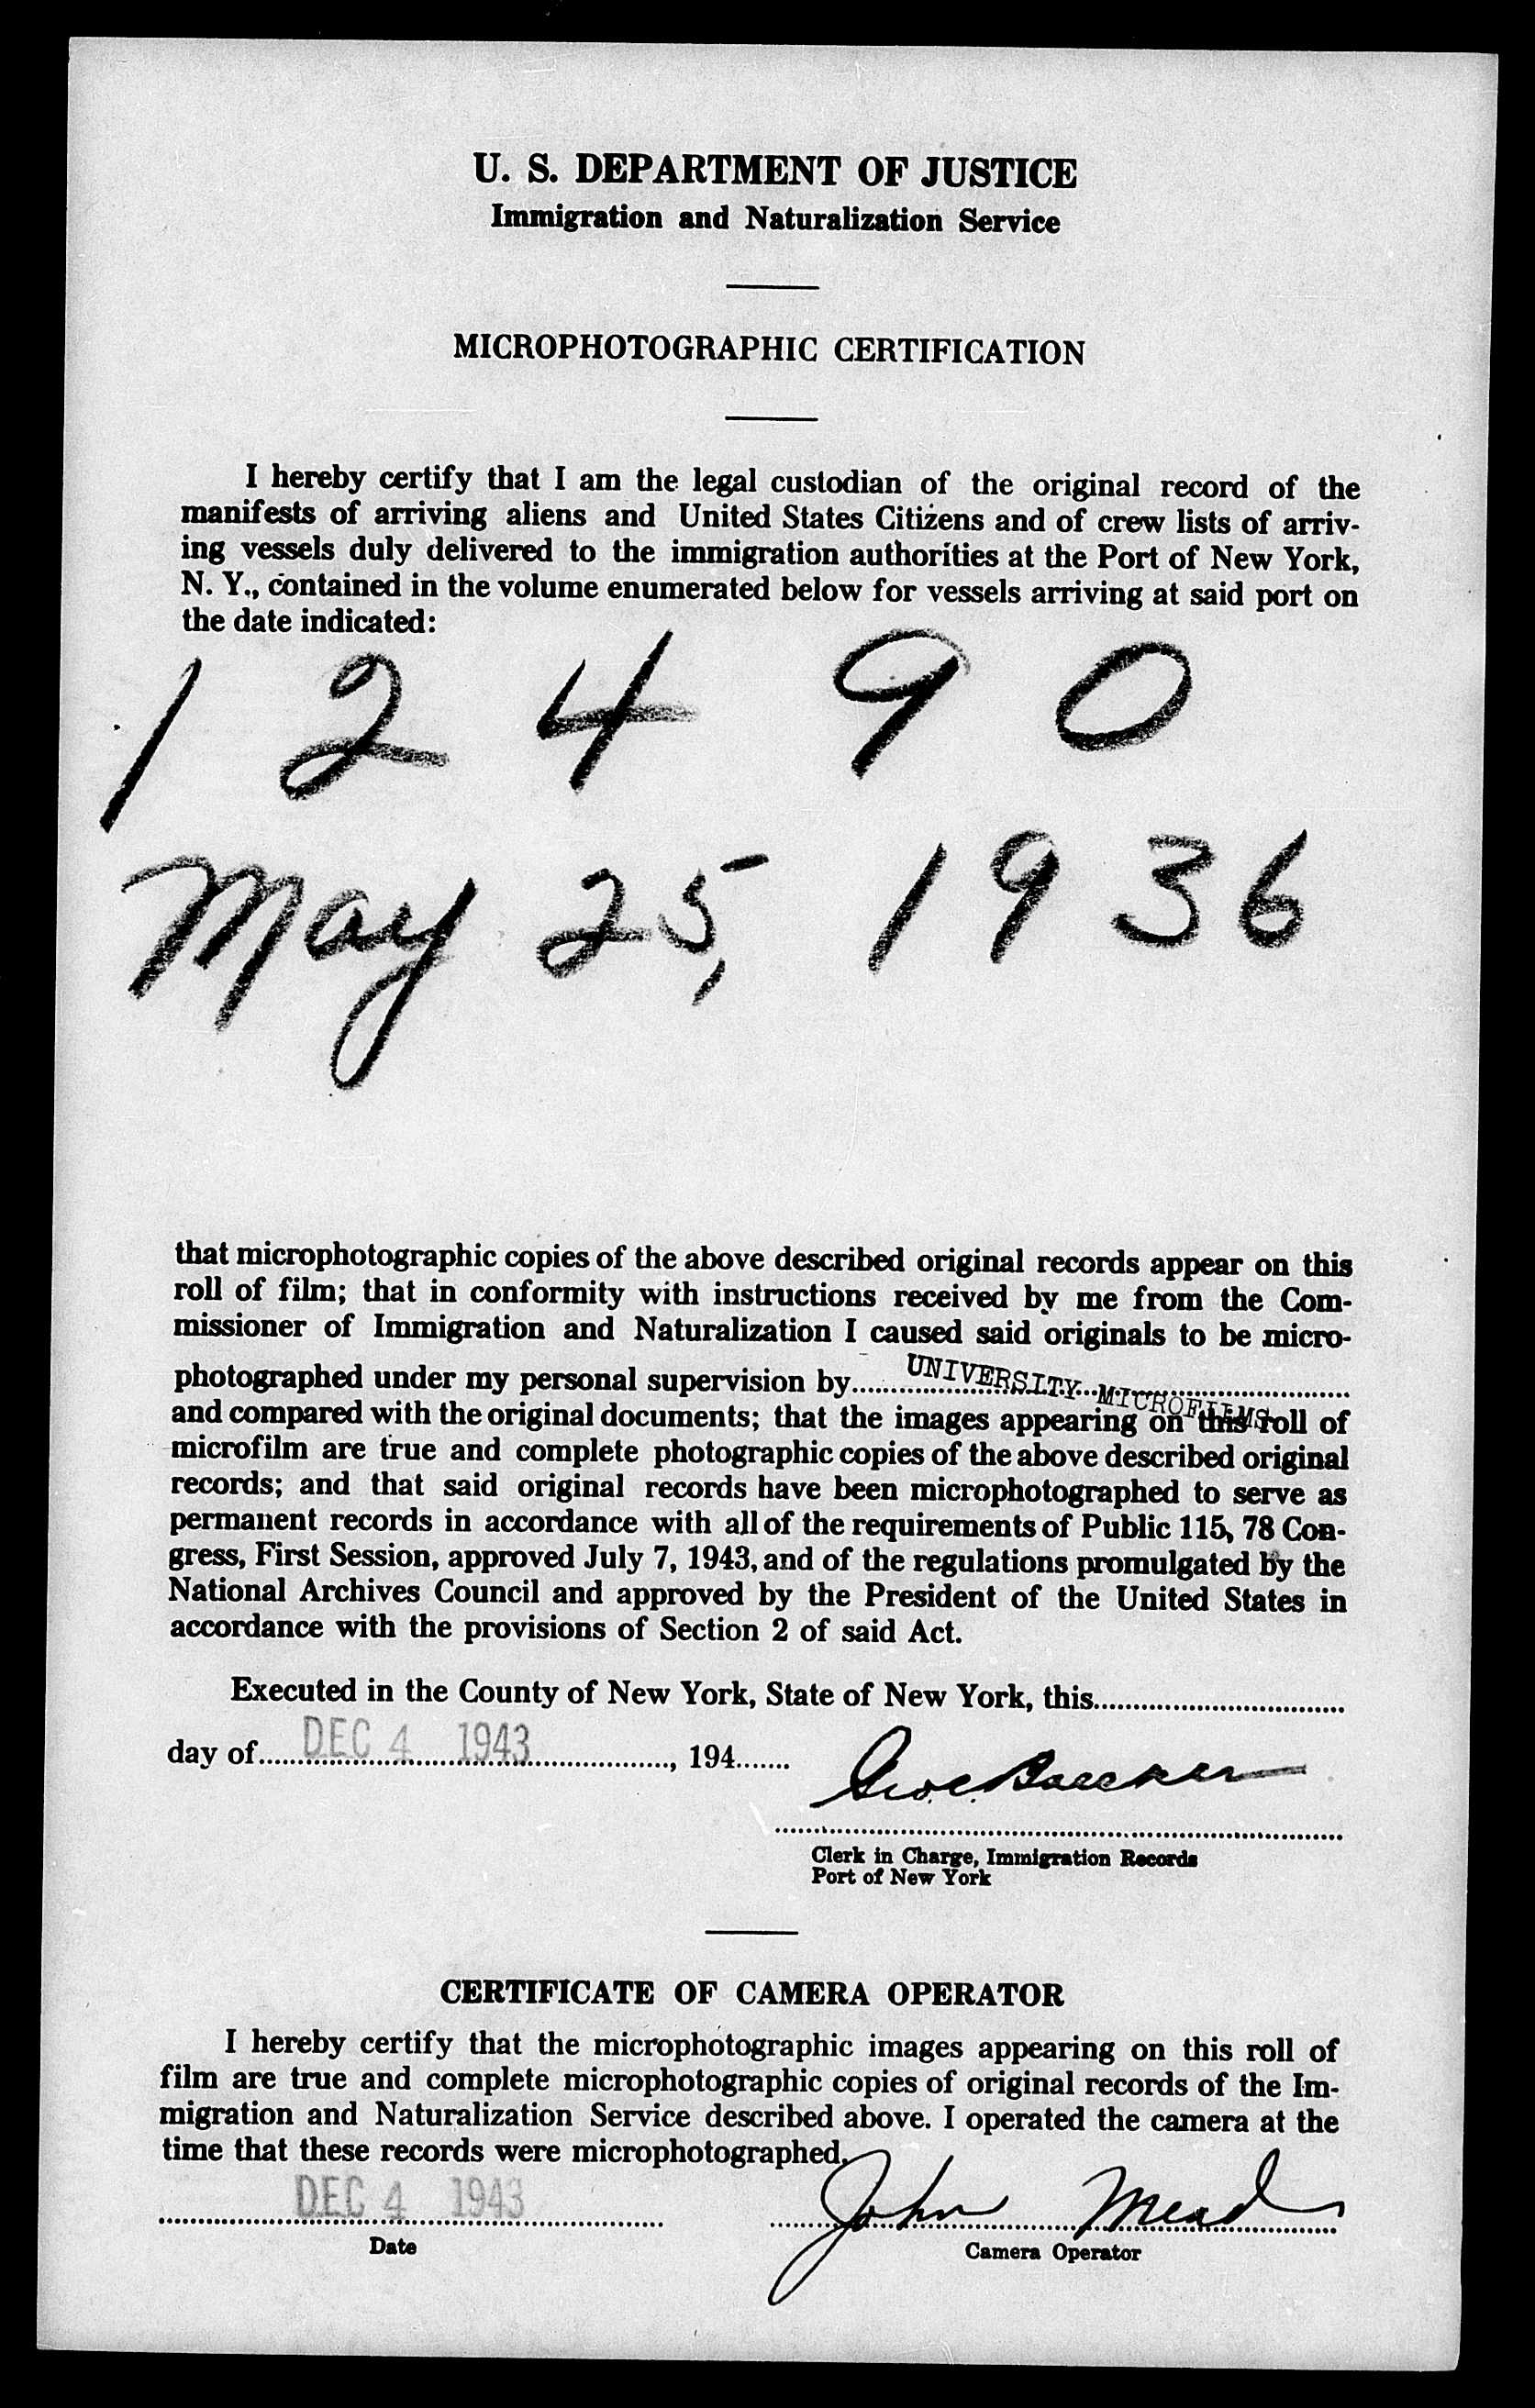 U. S. DEPARTMENT OF JUSTICE
Immigration and Naturalization Service
MICROPHOTOGRAPHIC CERTIFICATION
I hereby certify that I am the legal custodian of the original record of the
manifests of arriving aliens and United States Citizens and of crew lists of arriv-
ing vessels duly delivered to the immigration authorities at the Port of New York,
N. Y., contained in the volume enumerated below for vessels arriving at said port on
the date indicated:
1 2 4 9 0
May 25, 1936
that microphotographic copies of the above described original records appear on this
roll of film; that in conformity with instructions received by me from the Com-
missioner of Immigration and Naturalization I caused said originals to be micro-
photographed under my personal supervision by UNIVERSITY MICROFILMS
and compared with the original documents; that the images appearing on this roll of
microfilm are true and complete photographic copies of the above described original
records; and that said original records have been microphotographed to serve as
permanent records in accordance with all of the requirements of Public 115, 78 Con-
gress, First Session, approved July 7, 1943, and of the regulations promulgated by the
National Archives Council and approved by the President of the United States in
accordance with the provisions of Section 2 of said Act.
Executed in the County of New York, State of New York, this
day of DEC 4 1943, 194
Clerk in Charge, Immigration Records
Port of New York
CERTIFICATE OF CAMERA OPERATOR
I hereby certify that the microphotographic images appearing on this roll of
film are true and complete microphotographic copies of original records of the Im-
migration and Naturalization Service described above. I operated the camera at the
time that these records were microphotographed.
DEC 4 1943 John Mead
Date Camera Operator